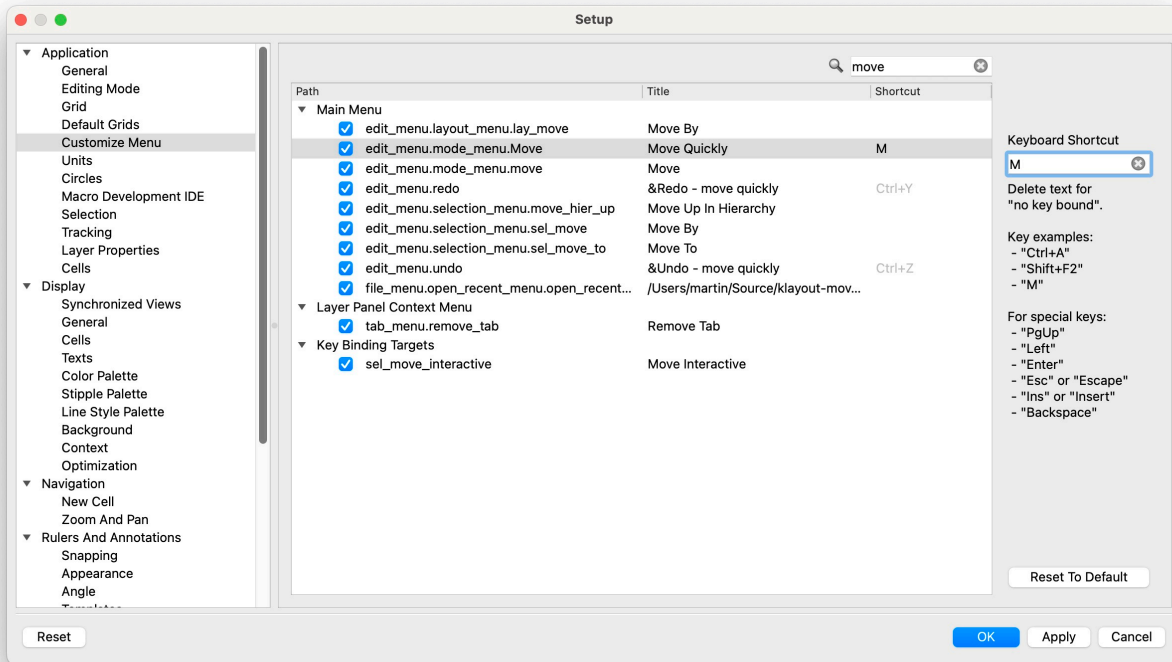 Setup
Application
General
Editing Mode
Grid
Default Grids
Customize Menu
Units
Circles
Macro Development IDE
Selection
Tracking
Layer Properties
Cells
Display
Synchronized Views
General
Cells
Texts
Color Palette
Stipple Palette
Line Style Palette
Background
Context
Optimization
Navigation
New Cell
Zoom And Pan
Rulers And Annotations
Snapping
Appearance
Angle
move
Path Title Shortcut
Main Menu
edit_menu.layout_menu.lay_move Move By
edit_menu.mode_menu.Move Move Quickly M
edit_menu.mode_menu.move Move
edit_menu.redo &Redo - move quickly Ctrl+Y
edit_menu.selection_menu.move_hier_up Move Up In Hierarchy
edit_menu.selection_menu.sel_move Move By
edit_menu.selection_menu.sel_move_to Move To
edit_menu.undo &Undo - move quickly Ctrl+Z
file_menu.open_recent_menu.open_recent... /Users/martin/Source/klayout-mov...
Layer Panel Context Menu
tab_menu.remove_tab Remove Tab
Key Binding Targets
sel_move_interactive Move Interactive
Keyboard Shortcut
M
Delete text for
"no key bound".
Key examples:
- "Ctrl+A"
- "Shift+F2"
- "M"
For special keys:
- "PgUp"
- "Left"
- "Enter"
- "Esc" or "Escape"
- "Ins" or "Insert"
- "Backspace"
Reset To Default
Reset
OK Apply Cancel